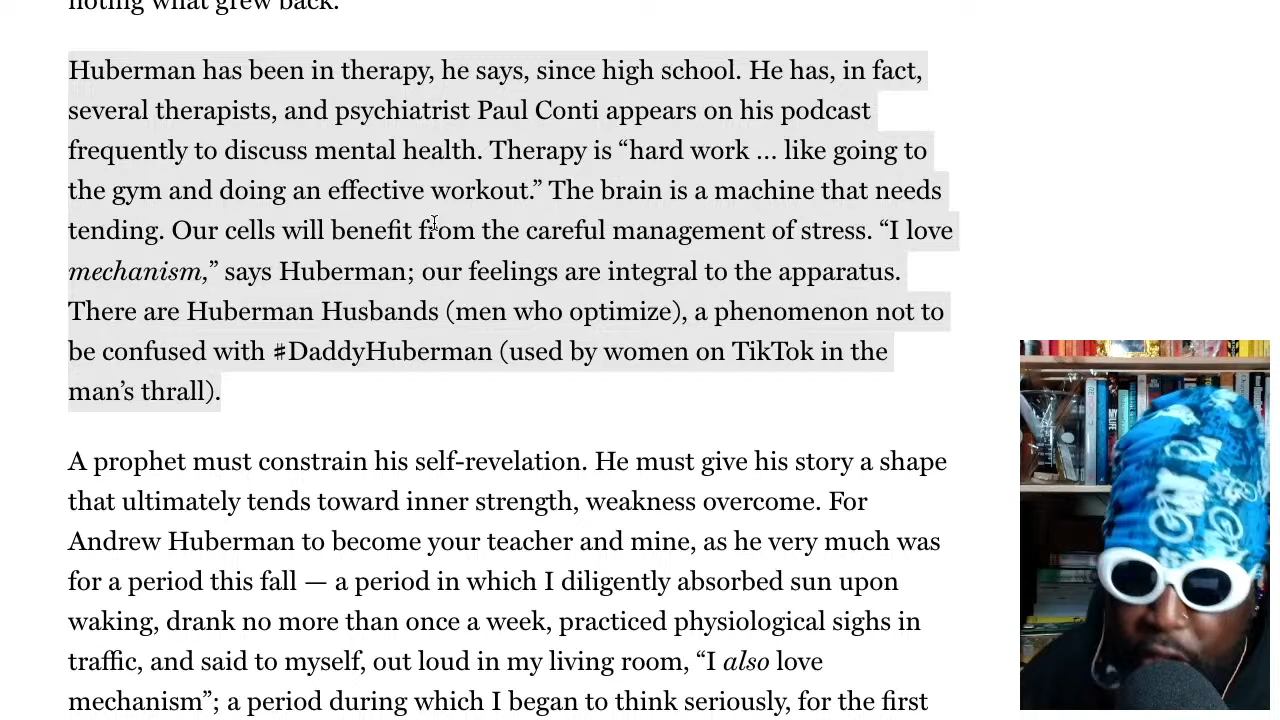 noting what grew back.
Huberman has been in therapy, he says, since high school. He has, in fact,
several therapists, and psychiatrist Paul Conti appears on his podcast
frequently to discuss mental health. Therapy is “hard work … like going to
the gym and doing an effective workout.” The brain is a machine that needs
tending. Our cells will benefit from the careful management of stress. “I love
mechanism,” says Huberman; our feelings are integral to the apparatus.
There are Huberman Husbands (men who optimize), a phenomenon not to
be confused with #DaddyHuberman (used by women on TikTok in the
man’s thrall).
A prophet must constrain his self-revelation. He must give his story a shape
that ultimately tends toward inner strength, weakness overcome. For
Andrew Huberman to become your teacher and mine, as he very much was
for a period this fall — a period in which I diligently absorbed sun upon
waking, drank no more than once a week, practiced physiological sighs in
traffic, and said to myself, out loud in my living room, “I also love
mechanism”; a period during which I began to think seriously, for the first